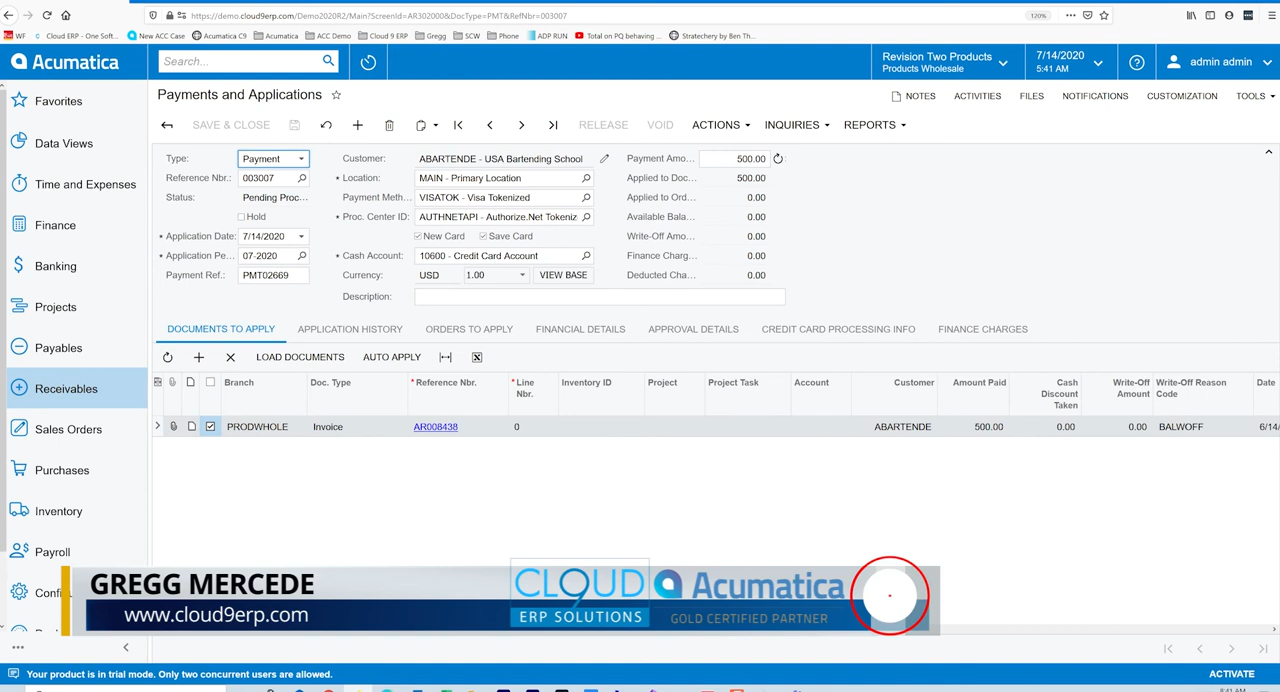 https://demo.cloud9erp.com/Demo2020R2/Main?ScreenId=AR302000&DocType=PMT&RefNbr=003007 120%
WF Cloud ERP - One Soft... New ACC Case Acumatica C9 Acumatica ACC Demo Cloud 9 ERP Gregg SCW Phone ADP RUN Total on PQ behaving ... Stratechery by Ben Th...
Acumatica Search... Revision Two Products
Products Wholesale 7/14/2020
5:41 AM admin admin
Payments and Applications NOTES ACTIVITIES FILES NOTIFICATIONS CUSTOMIZATION TOOLS
SAVE & CLOSE RELEASE VOID ACTIONS INQUIRIES REPORTS
Favorites
Data Views
Time and Expenses
Finance
Banking
Projects
Payables
Receivables
Sales Orders
Purchases
Inventory
Payroll
Type: Payment Customer: ABARTENDE - USA Bartending School Payment Amo... 500.00
Reference Nbr.: 003007 * Location: MAIN - Primary Location Applied to Doc... 500.00
Status: Pending Proc... Payment Meth... VISATOK - Visa Tokenized Applied to Ord... 0.00
Hold * Proc. Center ID: AUTHNETAPI - Authorize.Net Tokeniz Available Bala... 0.00
* Application Date: 7/14/2020 New Card Save Card Write-Off Amo... 0.00
* Application Pe... 07-2020 * Cash Account: 10600 - Credit Card Account Finance Charg... 0.00
Payment Ref.: PMT02669 Currency: USD 1.00 VIEW BASE Deducted Cha... 0.00
Description:
DOCUMENTS TO APPLY APPLICATION HISTORY ORDERS TO APPLY FINANCIAL DETAILS APPROVAL DETAILS CREDIT CARD PROCESSING INFO FINANCE CHARGES
LOAD DOCUMENTS AUTO APPLY
Branch Doc. Type * Reference Nbr. * Line Nbr. Inventory ID Project Project Task Account Customer Amount Paid Cash Discount Taken Write-Off Amount Write-Off Reason Code Date
PRODWHOLE Invoice AR008438 0 ABARTENDE 500.00 0.00 0.00 BALWOFF 6/14/
GREGG MERCEDE
www.cloud9erp.com
CLOUD
ERP SOLUTIONS
Acumatica
GOLD CERTIFIED PARTNER
Your product is in trial mode. Only two concurrent users are allowed. ACTIVATE